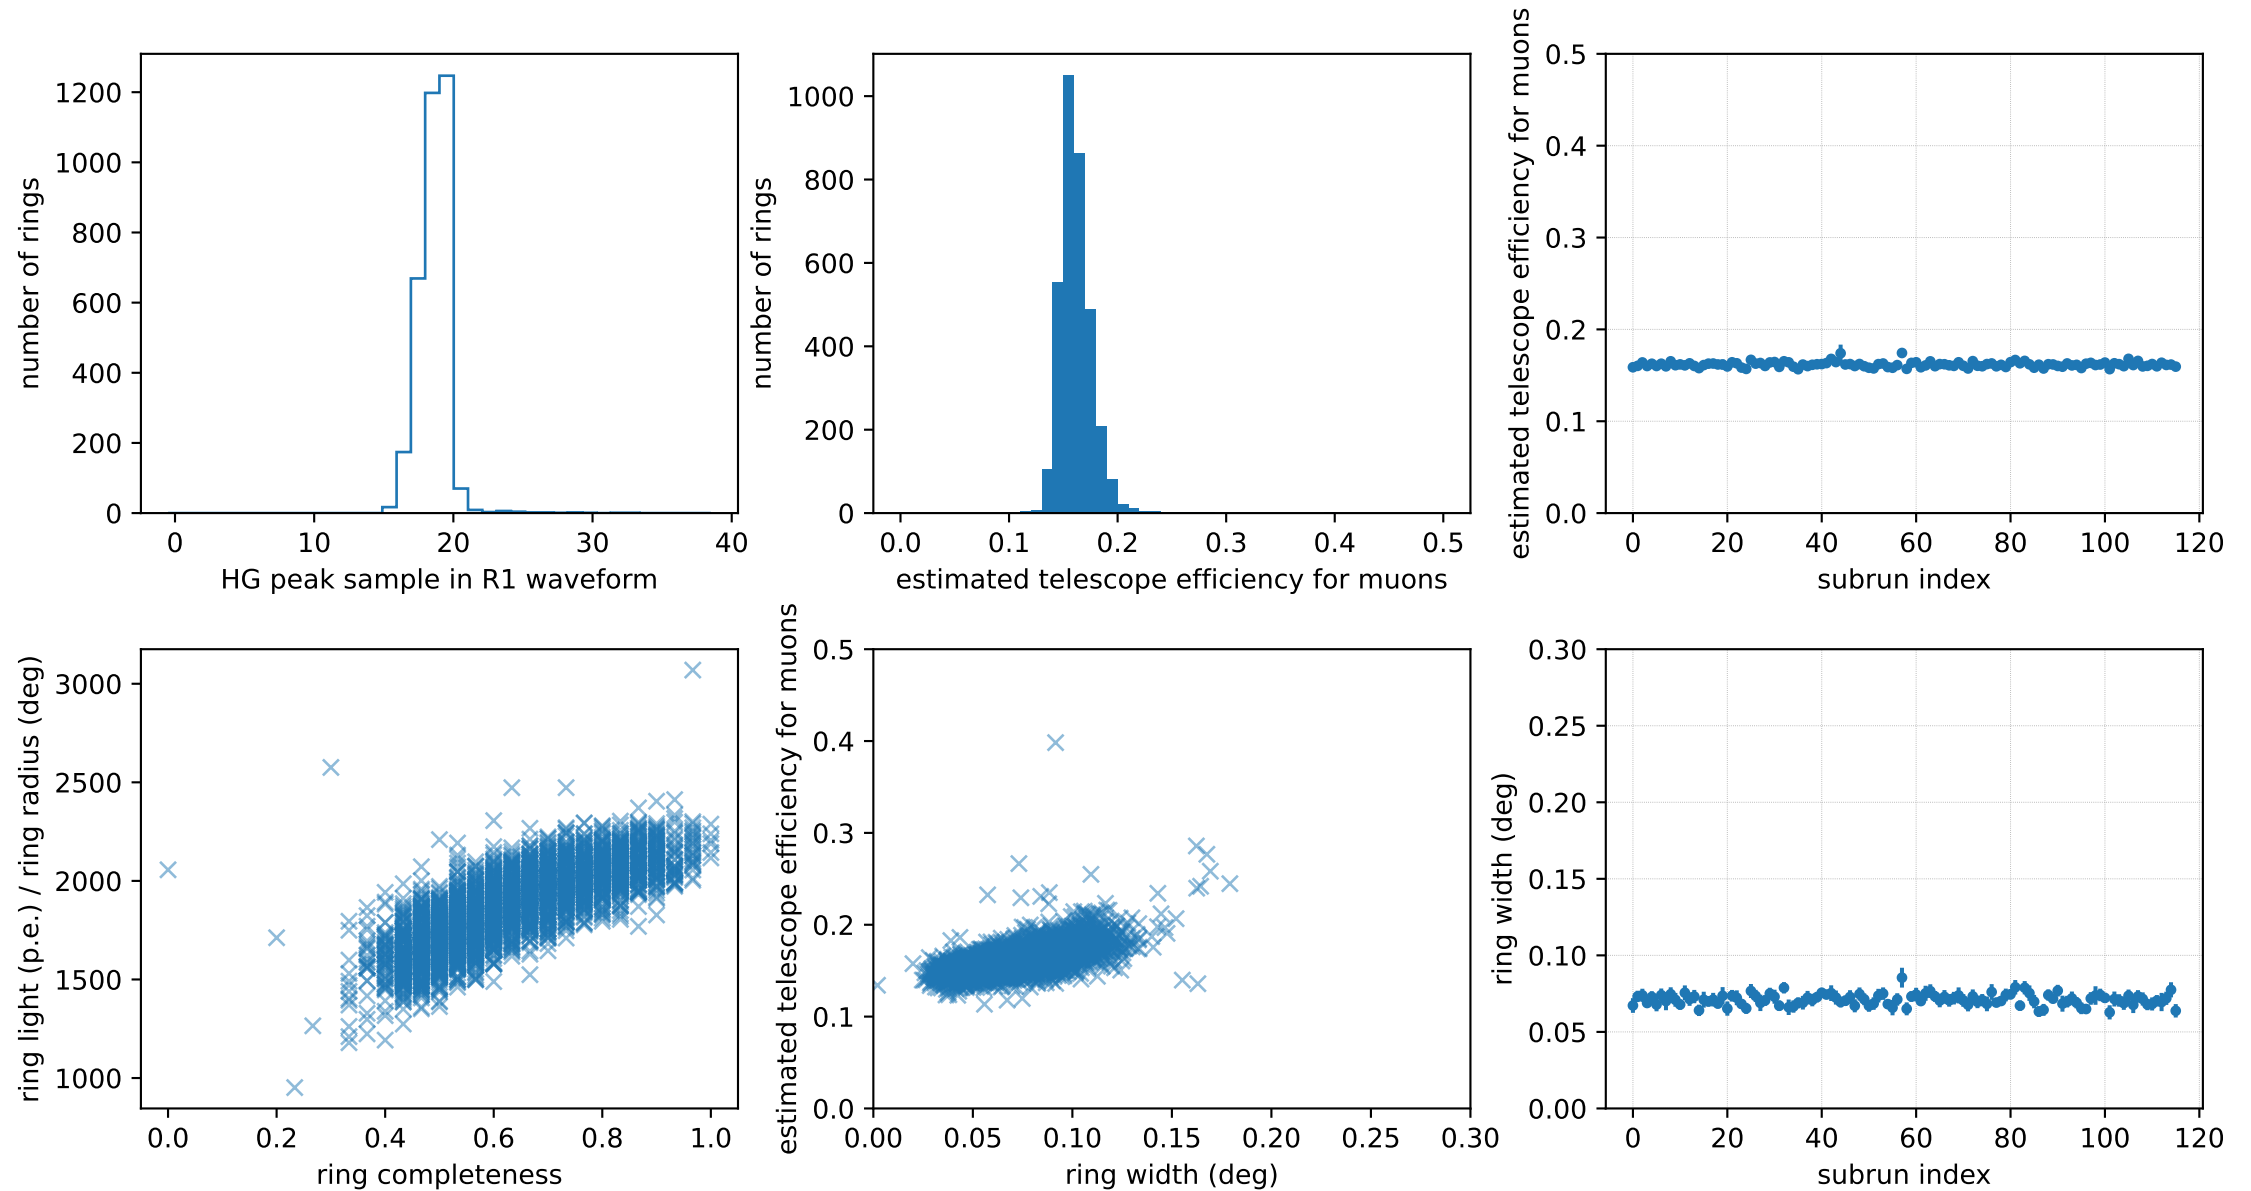 number of rings
1200
1000
800
600
400
200
0
0 10 20 30 40
HG peak sample in R1 waveform
number of rings
1000
800
600
400
200
0
0.0 0.1 0.2 0.3 0.4 0.5
estimated telescope efficiency for muons
estimated telescope efficiency for muons
0.5
0.4
0.3
0.2
0.1
0.0
0 20 40 60 80 100 120
subrun index
ring light (p.e.) / ring radius (deg)
3000
2500
2000
1500
1000
0.0 0.2 0.4 0.6 0.8 1.0
ring completeness
estimated telescope efficiency for muons
0.5
0.4
0.3
0.2
0.1
0.0
0.00 0.05 0.10 0.15 0.20 0.25 0.30
ring width (deg)
ring width (deg)
0.30
0.25
0.20
0.15
0.10
0.05
0.00
0 20 40 60 80 100 120
subrun index